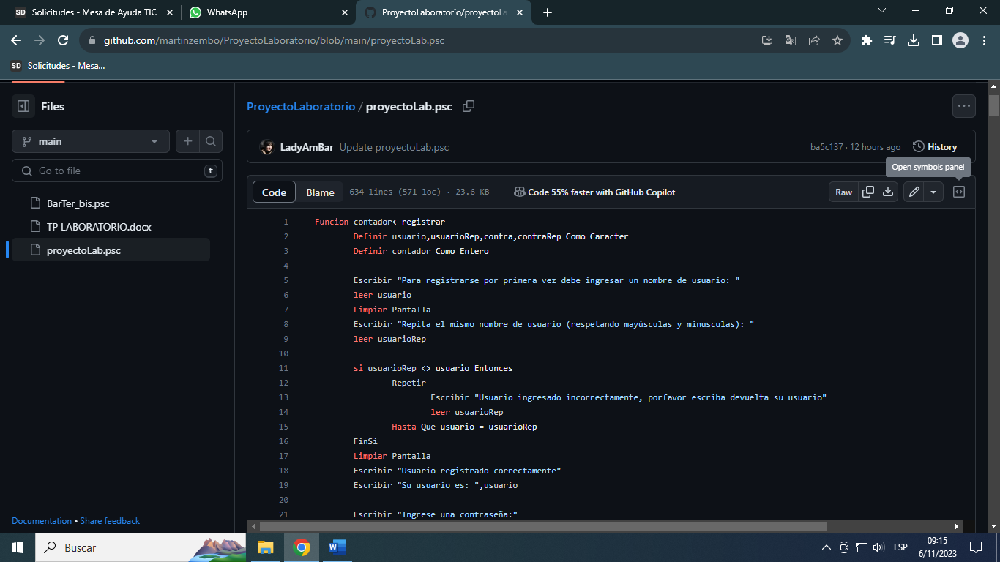 SD Solicitudes - Mesa de Ayuda TIC
WhatsApp
ProyectoLaboratorio/proyectoLa
github.com/martinzembo/ProyectoLaboratorio/blob/main/proyectoLab.psc
SD Solicitudes - Mesa...
Files
main
Go to file
t
BarTer_bis.psc
TP LABORATORIO.docx
proyectoLab.psc
Documentation • Share feedback
ProyectoLaboratorio / proyectoLab.psc
LadyAmBar Update proyectoLab.psc
ba5c137 · 12 hours ago
History
Open symbols panel
Code
Blame
634 lines (571 loc) · 23.6 KB
Code 55% faster with GitHub Copilot
Raw
1 Funcion contador<-registrar
2 Definir usuario,usuarioRep,contra,contraRep Como Caracter
3 Definir contador Como Entero
4
5 Escribir "Para registrarse por primera vez debe ingresar un nombre de usuario: "
6 leer usuario
7 Limpiar Pantalla
8 Escribir "Repita el mismo nombre de usuario (respetando mayúsculas y minusculas): "
9 leer usuarioRep
10
11 si usuarioRep <> usuario Entonces
12 Repetir
13 Escribir "Usuario ingresado incorrectamente, porfavor escriba devuelta su usuario"
14 leer usuarioRep
15 Hasta Que usuario = usuarioRep
16 FinSi
17 Limpiar Pantalla
18 Escribir "Usuario registrado correctamente"
19 Escribir "Su usuario es: ",usuario
20
21 Escribir "Ingrese una contraseña:"
Buscar
ESP
09:15
6/11/2023